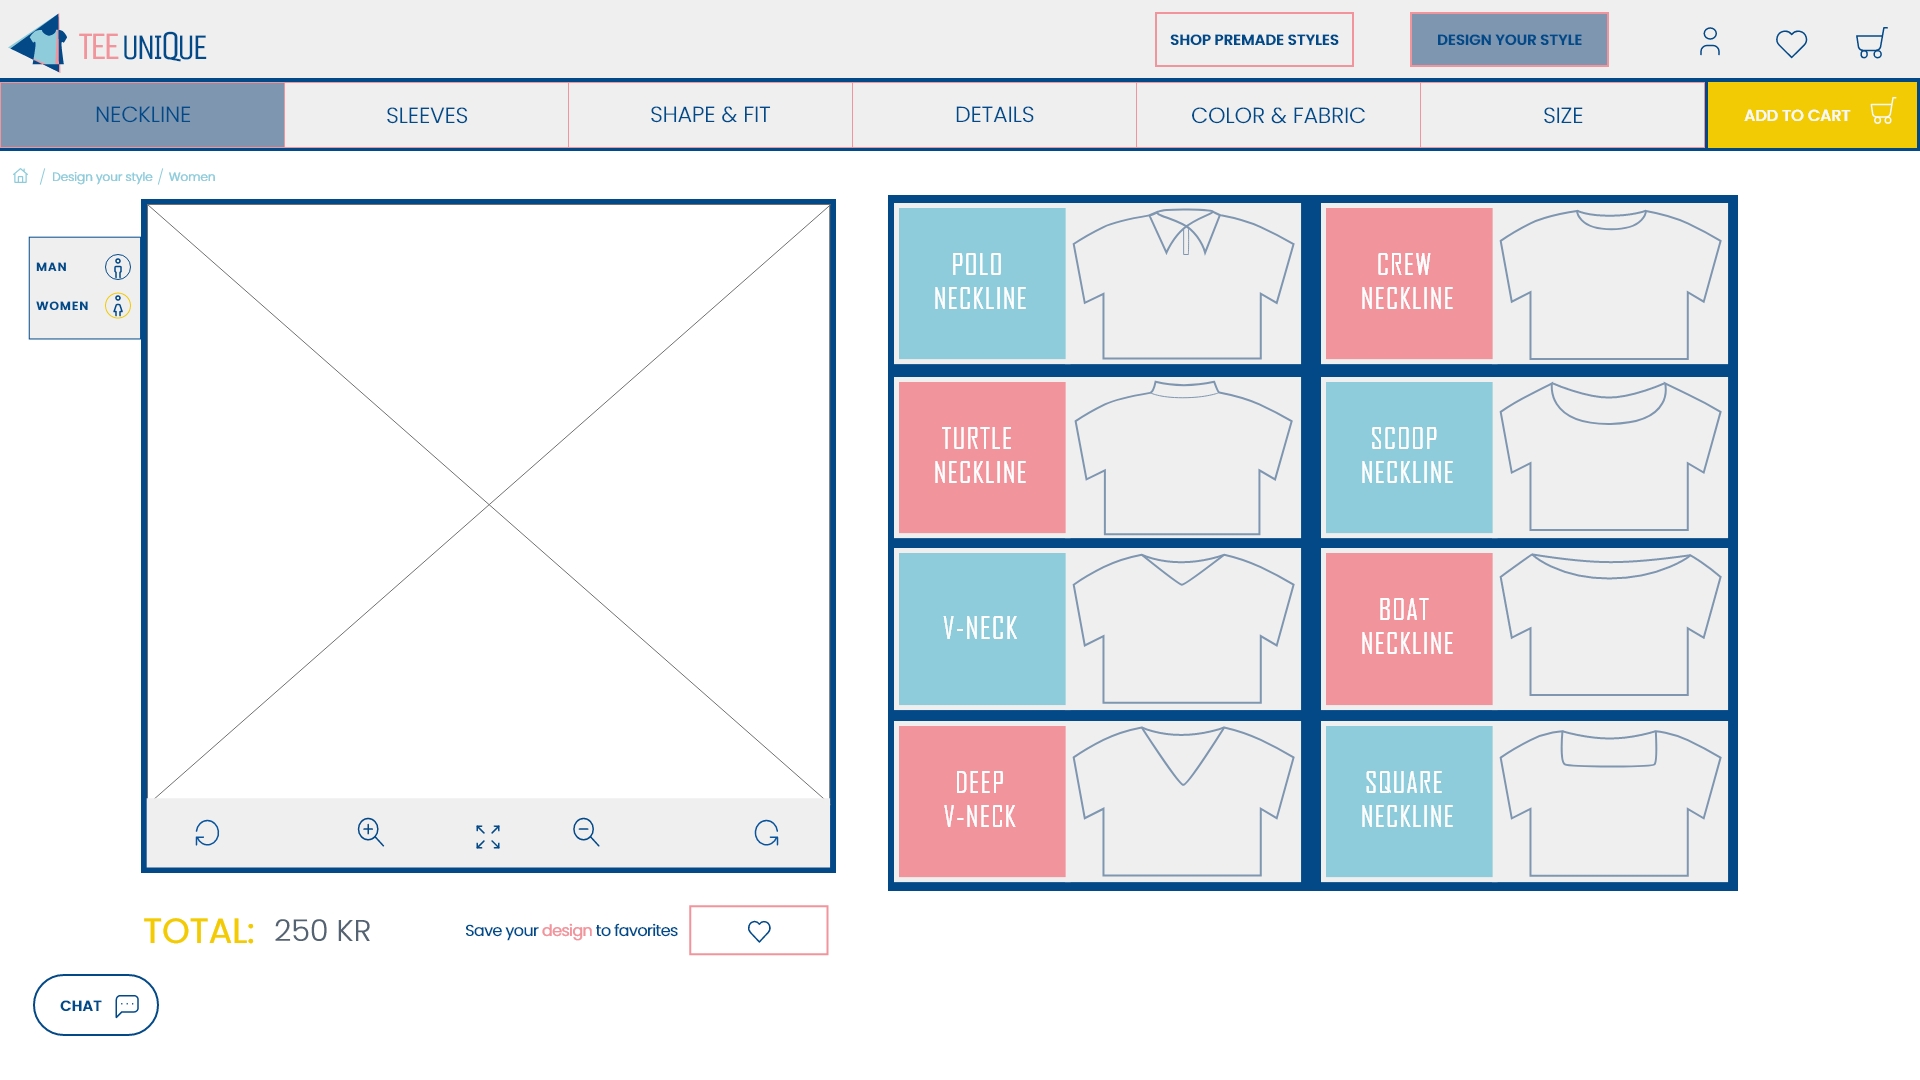 TEE UNIQUE
SHOP PREMADE STYLES
DESIGN YOUR STYLE
NECKLINE
SLEEVES
SHAPE & FIT
DETAILS
COLOR & FABRIC
SIZE
ADD TO CART
/ Design your style / Women
MAN
WOMEN
POLO
NECKLINE
CREW
NECKLINE
TURTLE
NECKLINE
SCOOP
NECKLINE
V-NECK
BOAT
NECKLINE
DEEP
V-NECK
SQUARE
NECKLINE
TOTAL: 250 KR
Save your design to favorites
CHAT